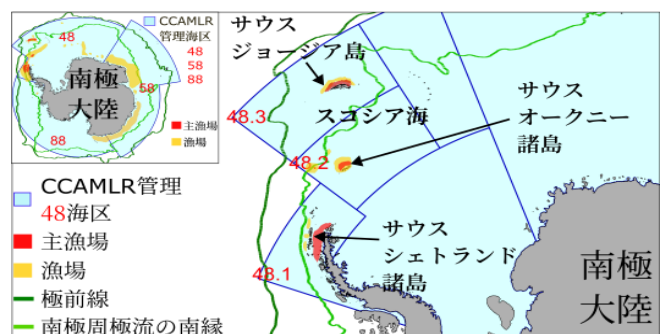 CCAMLR
管理海区
48
58
88
48
南極
大陸
58
88
主漁場
漁場
サウス
ジョージア島
サウス
オークニー
諸島
スコシア海
48.3
48.2
サウス
シェトランド
諸島
48.1
南極
大陸
CCAMLR管理
48海区
主漁場
漁場
極前線
南極周極流の南縁